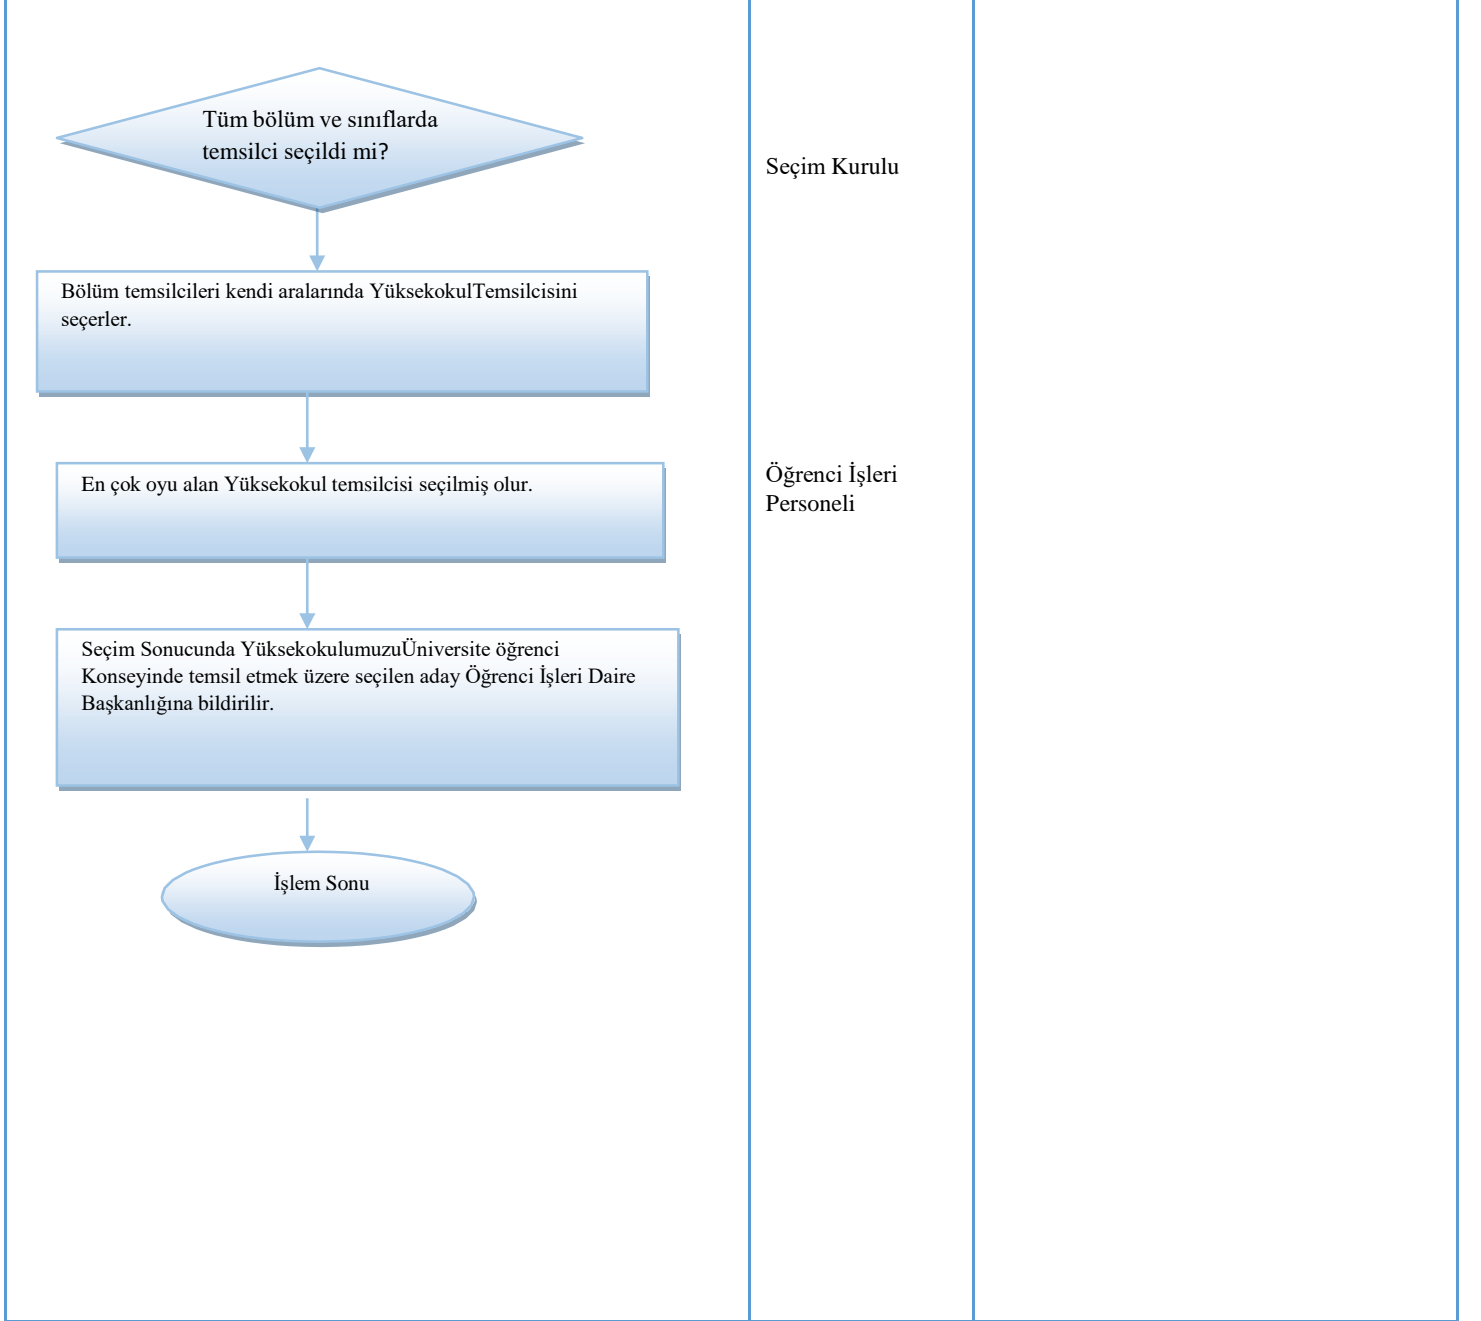 Tüm bölüm ve sınıflarda
temsilci seçildi mi?
Seçim Kurulu
Bölüm temsilcileri kendi aralarında YüksekokulTemsilcisini
seçerler.
En çok oyu alan Yüksekokul temsilcisi seçilmiş olur.
Öğrenci İşleri
Personeli
Seçim Sonucunda YüksekokulumuzuÜniversite öğrenci
Konseyinde temsil etmek üzere seçilen aday Öğrenci İşleri Daire
Başkanlığına bildirilir.
İşlem Sonu